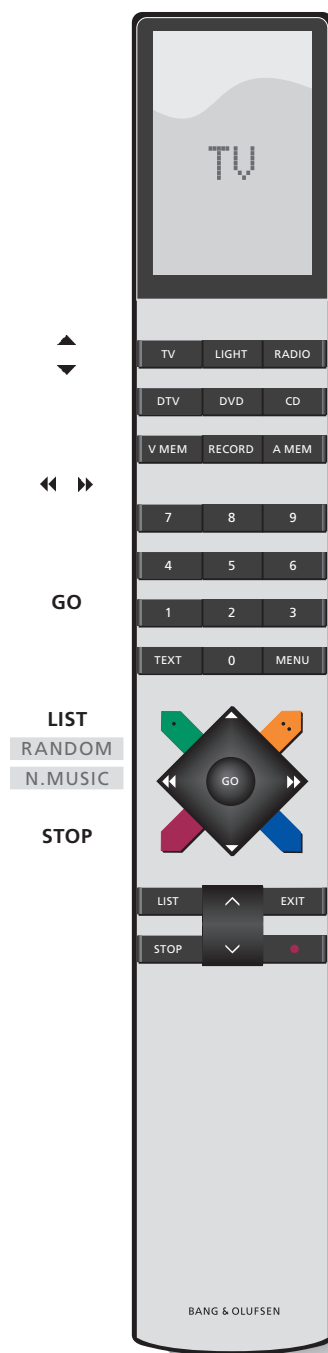 TV
TV LIGHT RADIO
DTV DVD CD
V MEM RECORD A MEM
7 8 9
4 5 6
GO
1 2 3
TEXT 0 MENU
LIST
RANDOM
N.MUSIC
GO
STOP
LIST EXIT
STOP
BANG & OLUFSEN